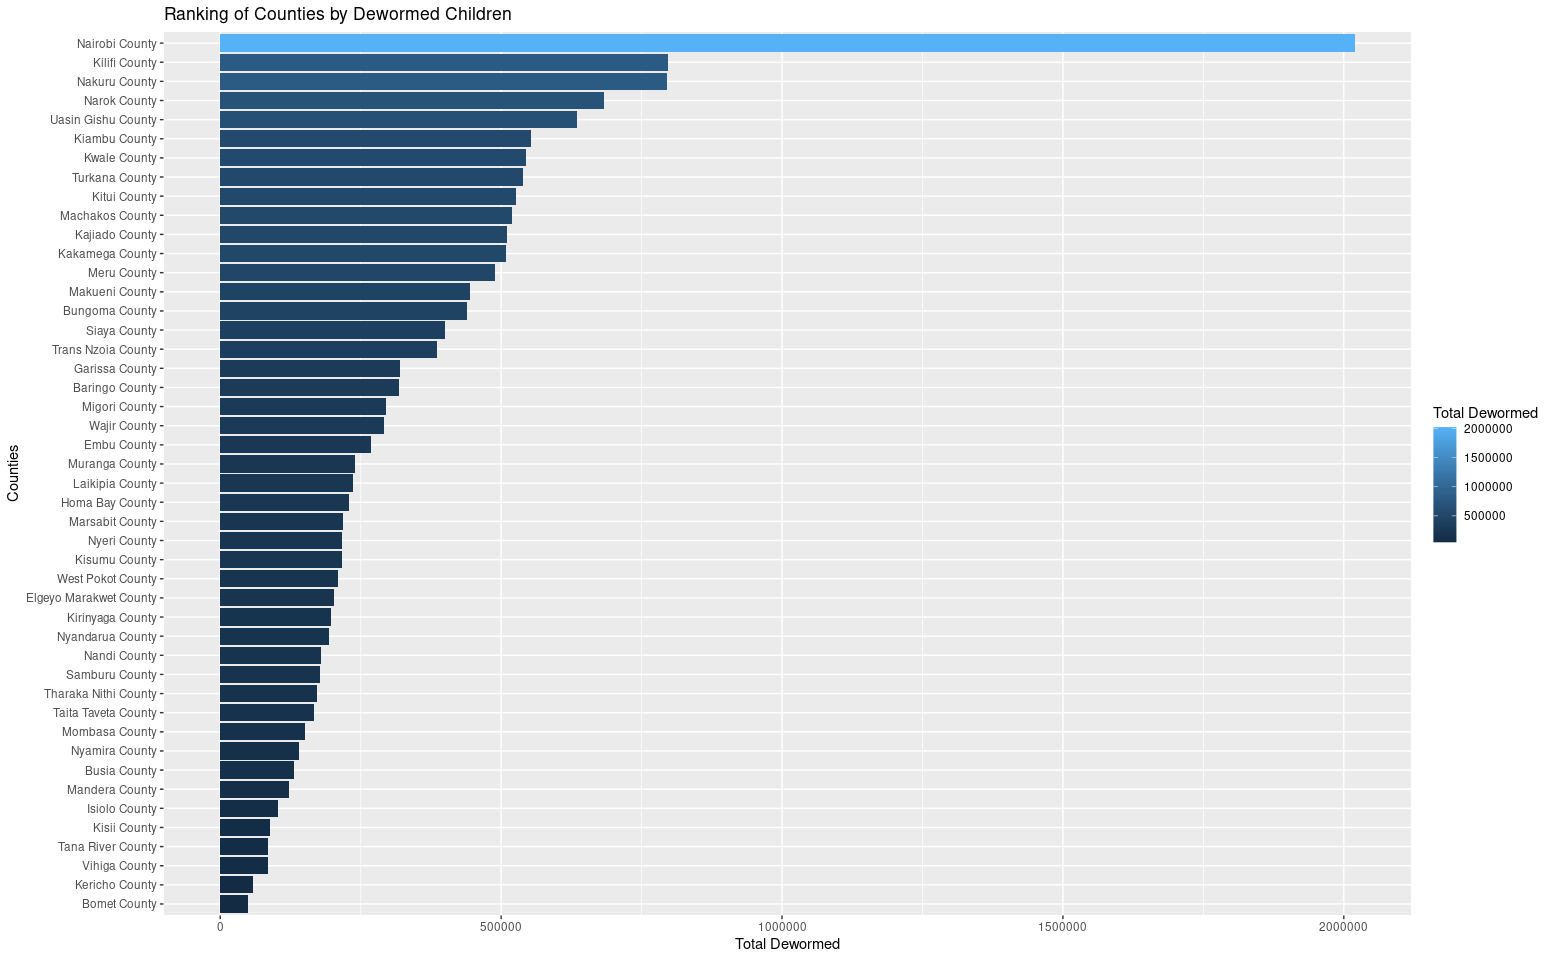 Ranking of Counties by Dewormed Children
Counties
Nairobi County
Kilifi County
Nakuru County
Narok County
Uasin Gishu County
Kiambu County
Kwale County
Turkana County
Kitui County
Machakos County
Kajiado County
Kakamega County
Meru County
Makueni County
Bungoma County
Siaya County
Trans Nzoia County
Garissa County
Baringo County
Migori County
Wajir County
Embu County
Muranga County
Laikipia County
Homa Bay County
Marsabit County
Nyeri County
Kisumu County
West Pokot County
Elgeyo Marakwet County
Kirinyaga County
Nyandarua County
Nandi County
Samburu County
Tharaka Nithi County
Taita Taveta County
Mombasa County
Nyamira County
Busia County
Mandera County
Isiolo County
Kisii County
Tana River County
Vihiga County
Kericho County
Bomet County
0 500000 1000000 1500000 2000000
Total Dewormed
Total Dewormed
2000000
1500000
1000000
500000